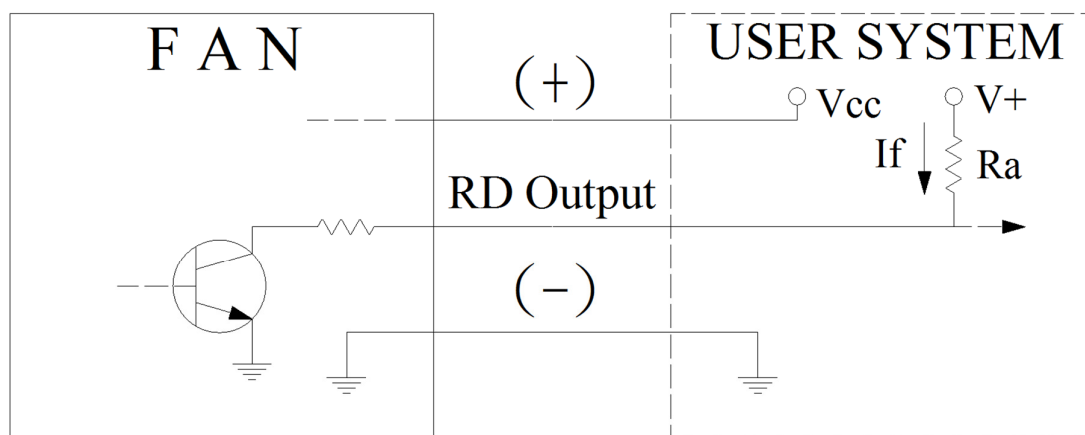 F A N
USER SYSTEM
(+)
Vcc
V+
If
Ra
RD Output
(−)